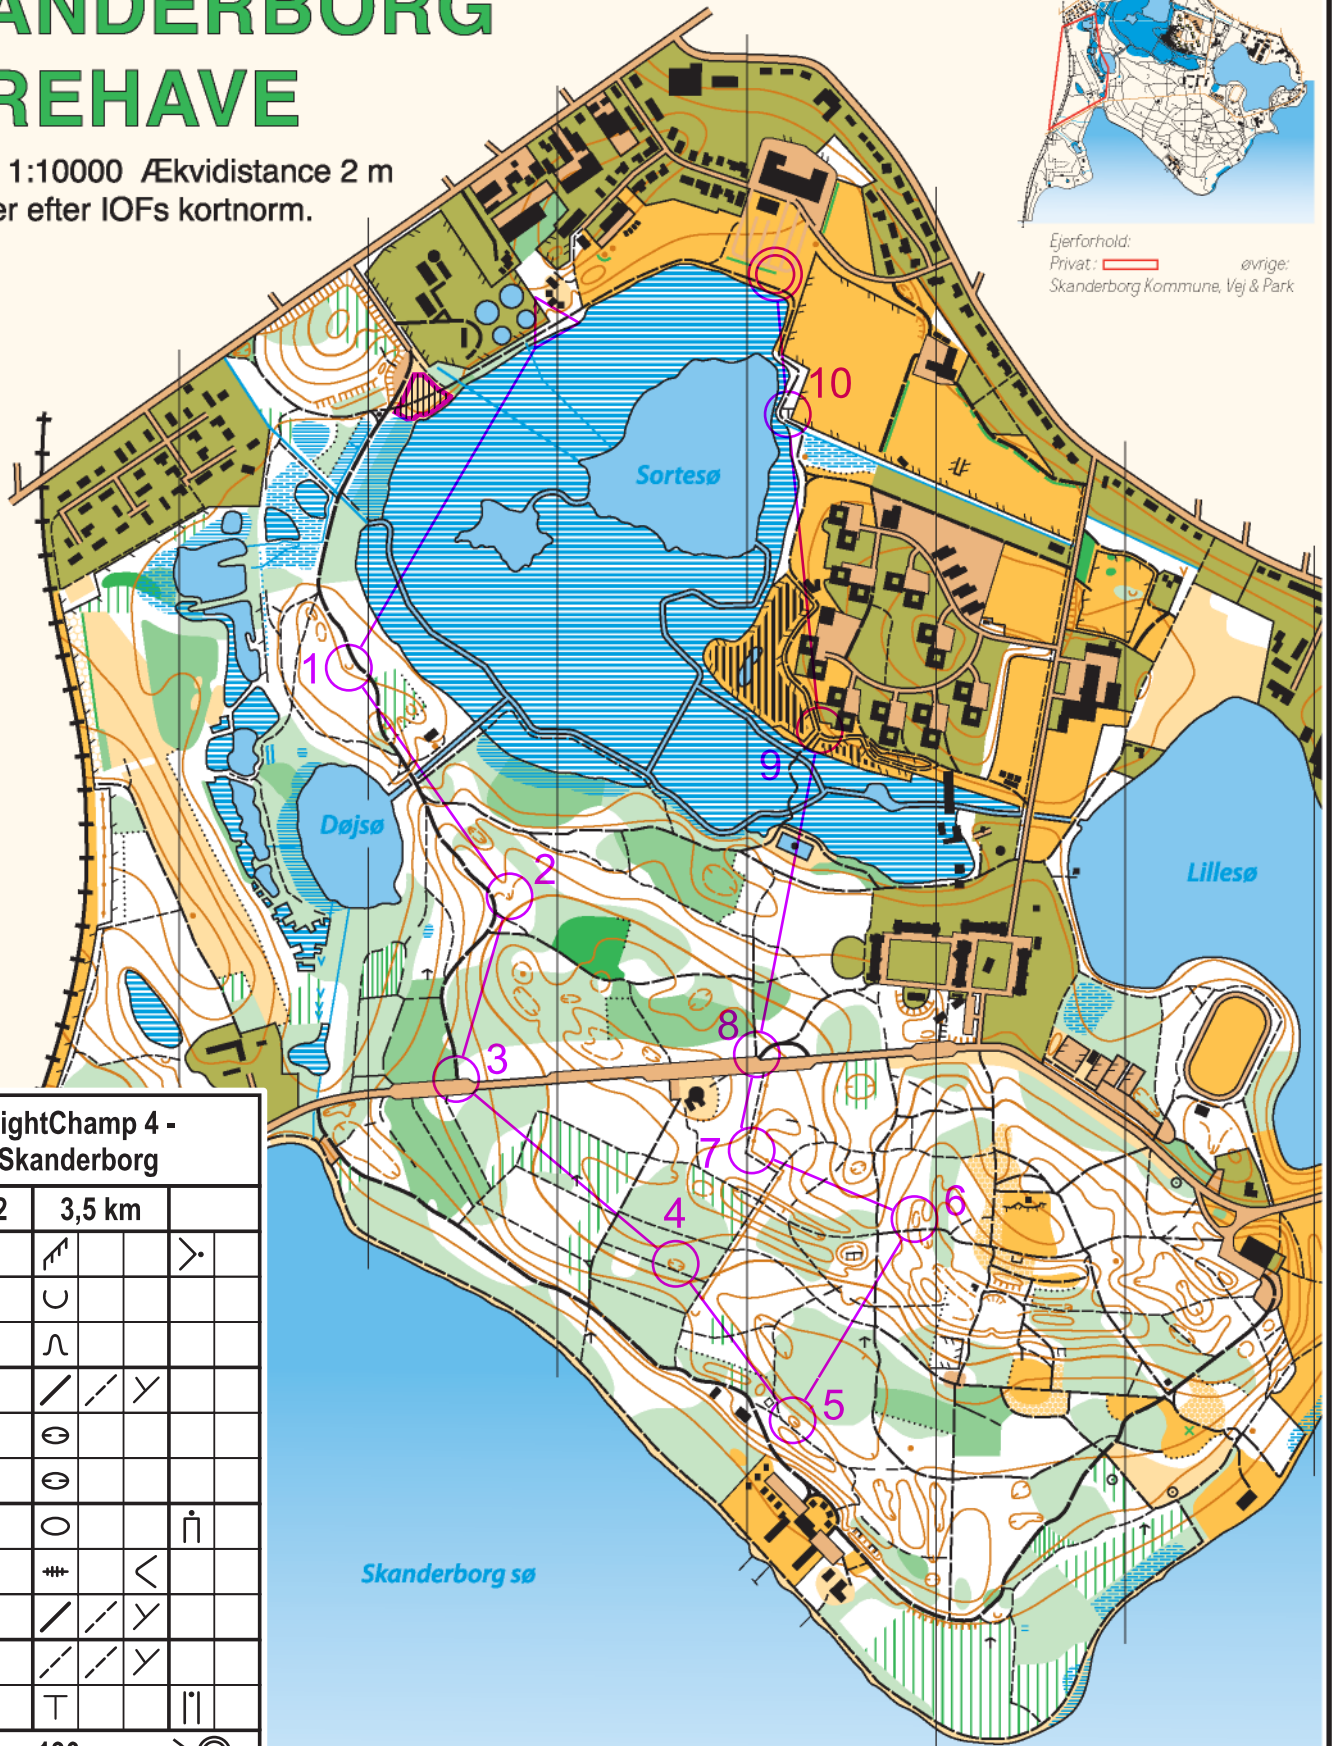 ANDERBORG
REHAVE
1:10000 Ækvidistance 2 m
er efter IOFs kortnorm.
Ejerforhold:
Privat: øvrige:
Skanderborg Kommune, Vej & Park
10
Sortesø
1
9
Døjsø
2
Lillesø
8
3
7
4
6
5
Skanderborg sø
ightChamp 4 -
Skanderborg
2 3,5 km